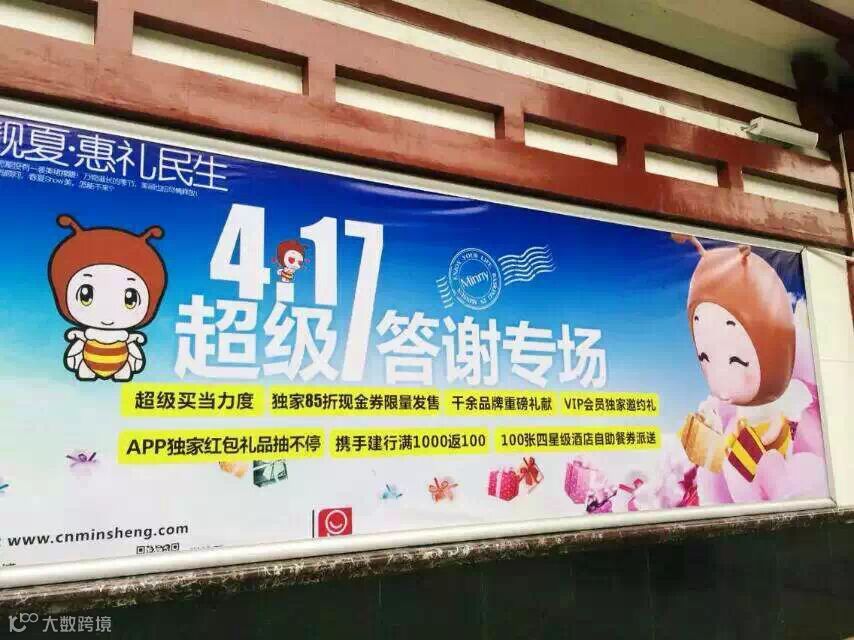 靓夏·惠礼民生
4.17
超级答谢专场
ENJOY YOUR LIFE
Minny
超级买当力度
独家85折现金券限量发售
千余品牌重磅礼献
VIP会员独家邀约礼
APP独家红包礼品抽不停
携手建行满1000返100
100张四星级酒店自助餐券派送
www.cnminsheng.com
大数跨境